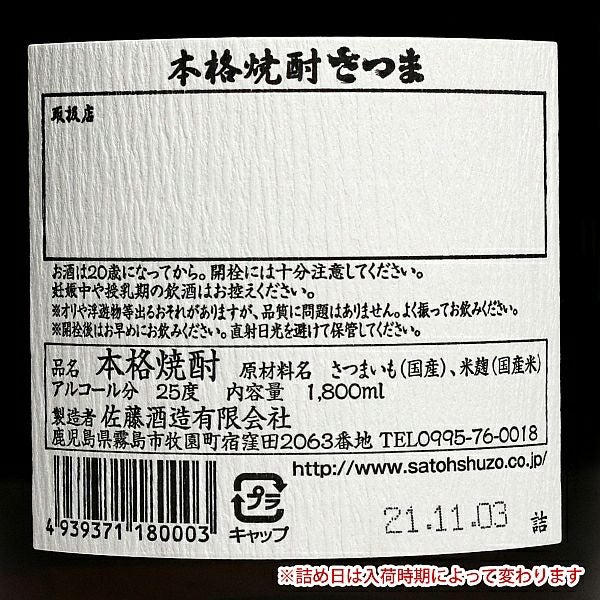 本格焼酎さつま
取扱店
お酒は20歳になってから。開栓には十分注意してください。
妊娠中や授乳期の飲酒はお控えください。
※オリや浮遊物等出るおそれがありますが、品質に問題はありません。よく振ってお飲みください。
※開栓後はお早めにお飲みください。直射日光を避けて保管してください。
品名 本格焼酎 原材料名 さつまいも(国産)、米麹(国産米)
アルコール分 25度 内容量 1,800ml
製造者 佐藤酒造有限会社
鹿児島県霧島市牧園町宿窪田2063番地 TEL0995-76-0018
http://www.satohshuzo.co.jp/
4 939371 180003
プラ
キャップ
21.11.03 詰
※詰め日は入荷時期によって変わります